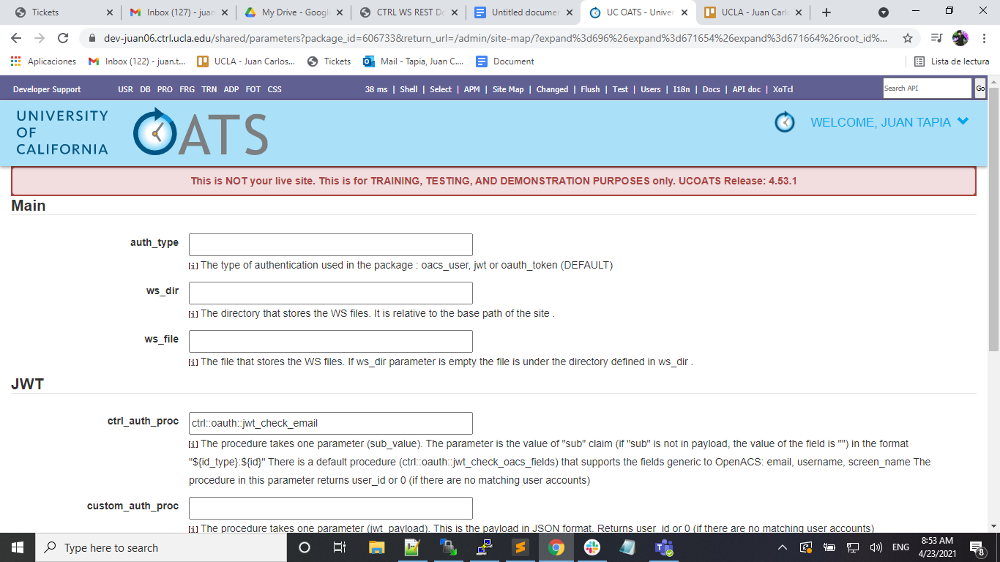 Tickets
Inbox (127) - juan
My Drive - Googl
CTRL WS REST Do
Untitled documen
UC OATS - Univer
UCLA - Juan Carl
dev-juan06.ctrl.ucla.edu/shared/parameters?package_id=606733&return_url=/admin/site-map/?expand%3d696%26expand%3d671654%26expand%3d671664%26root_id%...
Aplicaciones
Inbox (122) - juan.t...
UCLA - Juan Carlos...
Tickets
Mail - Tapia, Juan C....
Document
Lista de lectura
Developer Support USR DB PRO FRG TRN ADP FOT CSS 38 ms | Shell | Select | APM | Site Map | Changed | Flush | Test | Users | I18n | Docs | API doc | XoTcl Search API Go
UNIVERSITY
OF
CALIFORNIA
OATS
WELCOME, JUAN TAPIA
This is NOT your live site. This is for TRAINING, TESTING, AND DEMONSTRATION PURPOSES only. UCOATS Release: 4.53.1
Main
auth_type
[i] The type of authentication used in the package : oacs_user, jwt or oauth_token (DEFAULT)
ws_dir
[i] The directory that stores the WS files. It is relative to the base path of the site .
ws_file
[i] The file that stores the WS files. If ws_dir parameter is empty the file is under the directory defined in ws_dir .
JWT
ctrl_auth_proc ctrl::oauth::jwt_check_email
[i] The procedure takes one parameter (sub_value). The parameter is the value of "sub" claim (if "sub" is not in payload, the value of the field is "") in the format
"${id_type}:${id}" There is a default procedure (ctrl::oauth::jwt_check_oacs_fields) that supports the fields generic to OpenACS: email, username, screen_name The
procedure in this parameter returns user_id or 0 (if there are no matching user accounts)
custom_auth_proc
[i] The procedure takes one parameter (jwt_payload). This is the payload in JSON format. Returns user_id or 0 (if there are no matching user accounts)
Type here to search
ENG
8:53 AM
4/23/2021
8